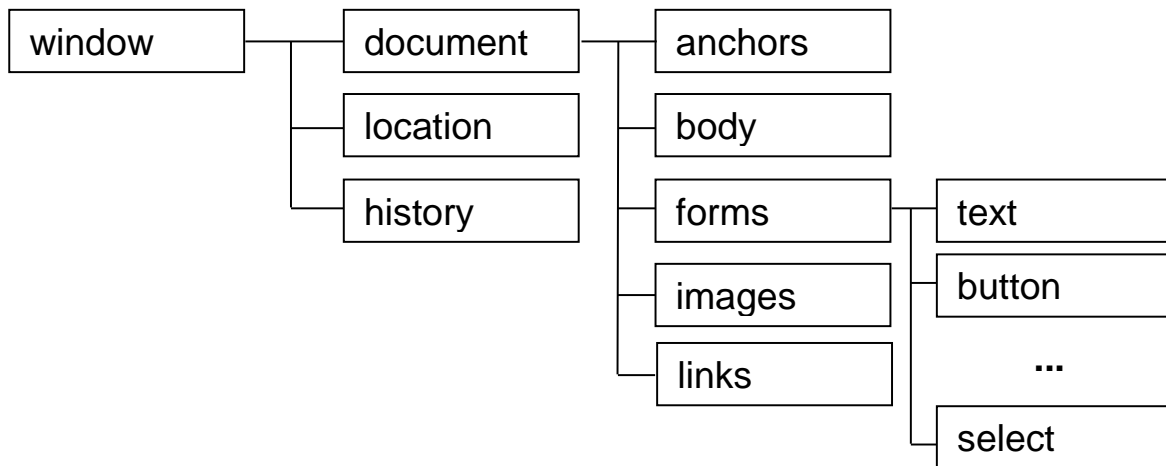 window
document
anchors
location
body
history
forms
text
images
button
links
...
select